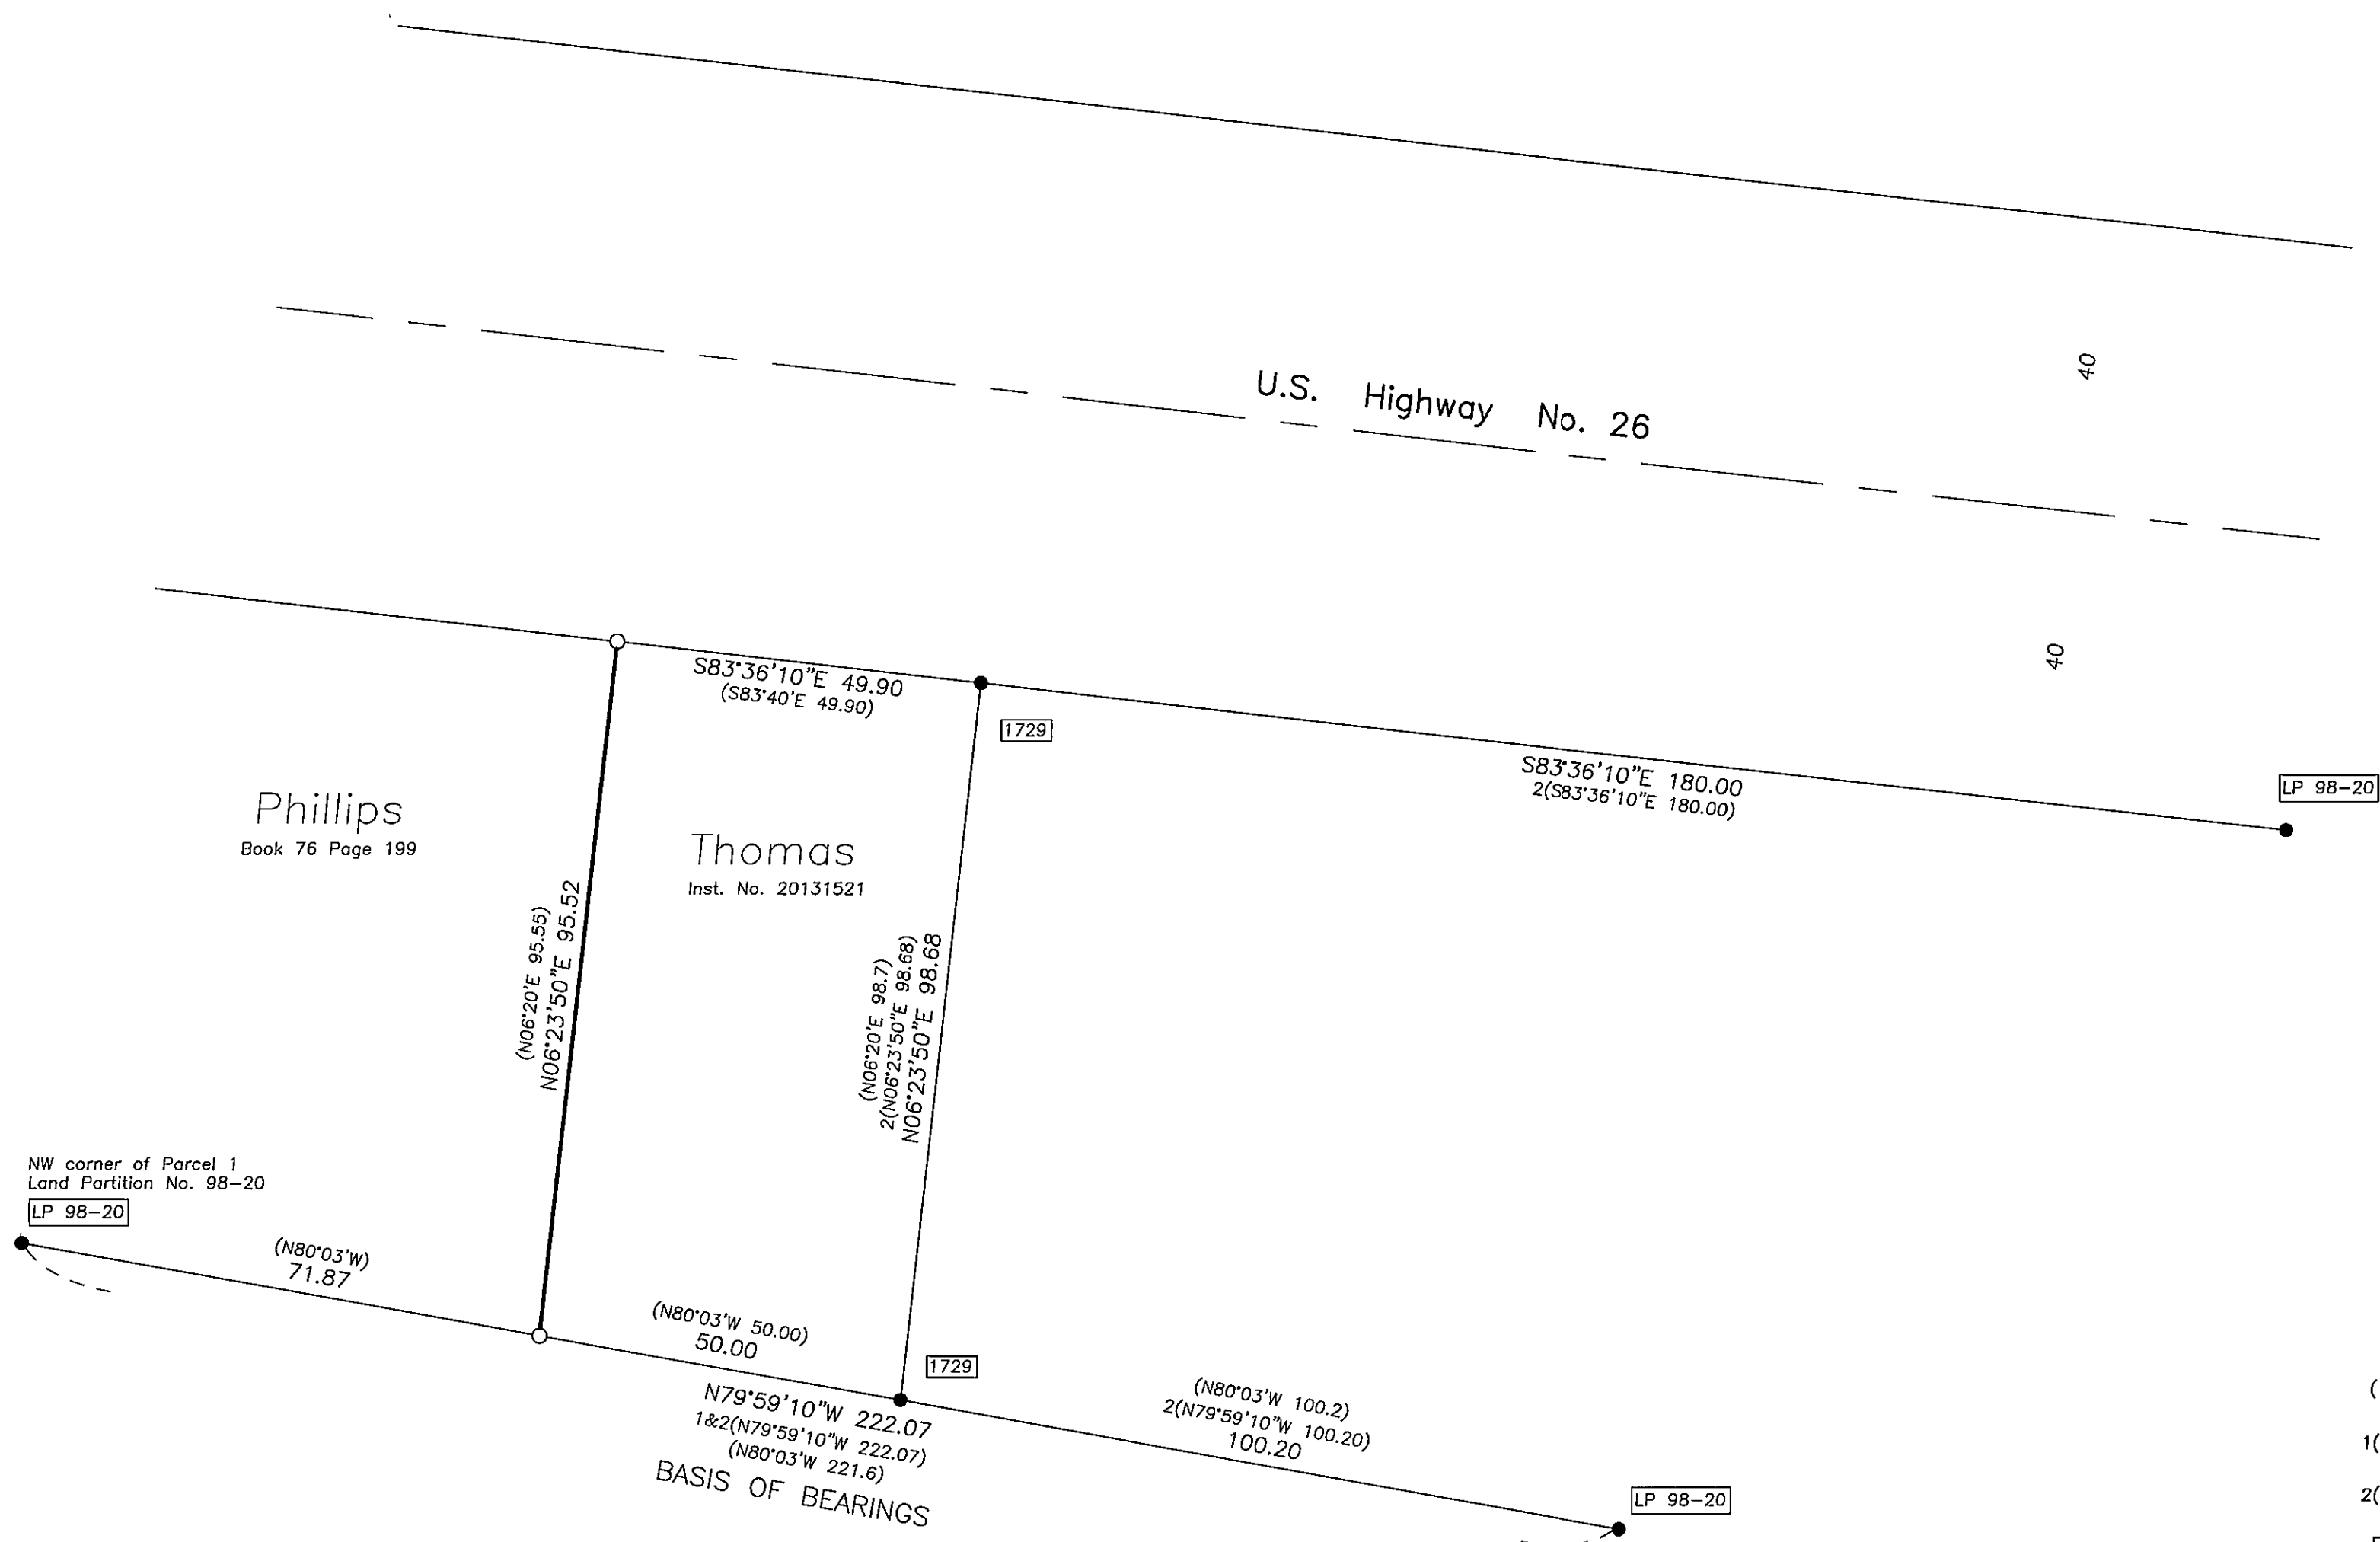 U.S. Highway No. 26
40
40
S83°36'10"E 49.90
(S83°40'E 49.90)
1729
S83°36'10"E 180.00
2(S83°36'10"E 180.00)
LP 98-20
Phillips
Book 76 Page 199
Thomas
Inst. No. 20131521
(N06°20'E 95.55)
N06°23'50"E 95.52
(N06°20'E 98.7)
2(N06°23'50"E 98.68)
N06°23'50"E 98.68
NW corner of Parcel 1
Land Partition No. 98-20
LP 98-20
(N80°03'W)
71.87
(N80°03'W 50.00)
50.00
1729
N79°59'10"W 222.07
1&2(N79°59'10"W 222.07)
(N80°03'W 221.6)
BASIS OF BEARINGS
(N80°03'W 100.2)
2(N79°59'10"W 100.20)
100.20
LP 98-20
(
1(
2(